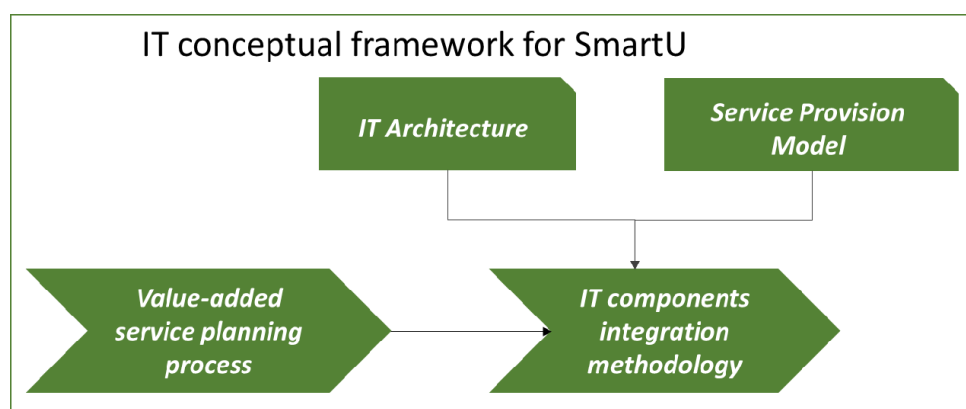 IT conceptual framework for SmartU
IT Architecture
Service Provision
Model
Value-added
service planning
process
IT components
integration
methodology